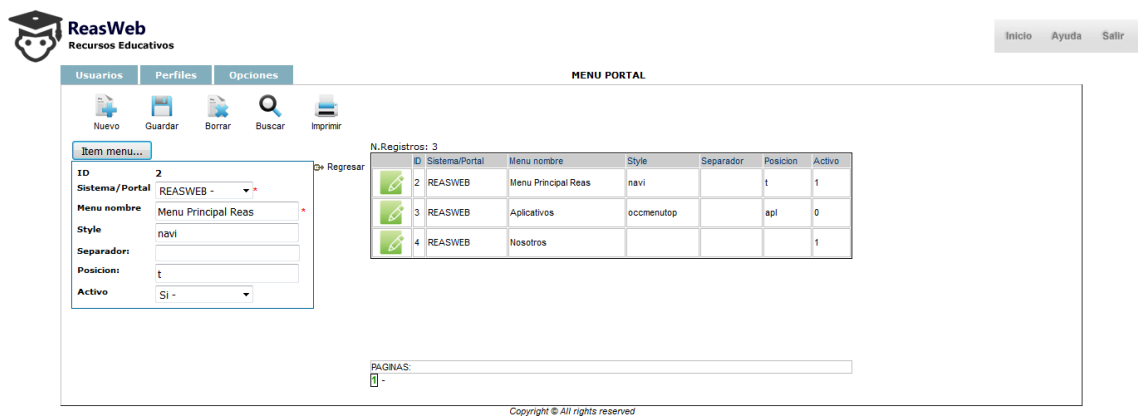 ReasWeb
Recursos Educativos
Inicio Ayuda Salir
Usuarios Perfiles Opciones
MENU PORTAL
Nuevo Guardar Borrar Buscar Imprimir
Item menu...
Regresar
ID 2
Sistema/Portal REASWEB - *
Menu nombre Menu Principal Reas *
Style navi
Separador:
Posicion: t
Activo Si -
N.Registros: 3
ID Sistema/Portal Menu nombre Style Separador Posicion Activo
2 REASWEB Menu Principal Reas navi t 1
3 REASWEB Aplicativos occmenutop apl 0
4 REASWEB Nosotros 1
PAGINAS:
1 -
Copyright © All rights reserved